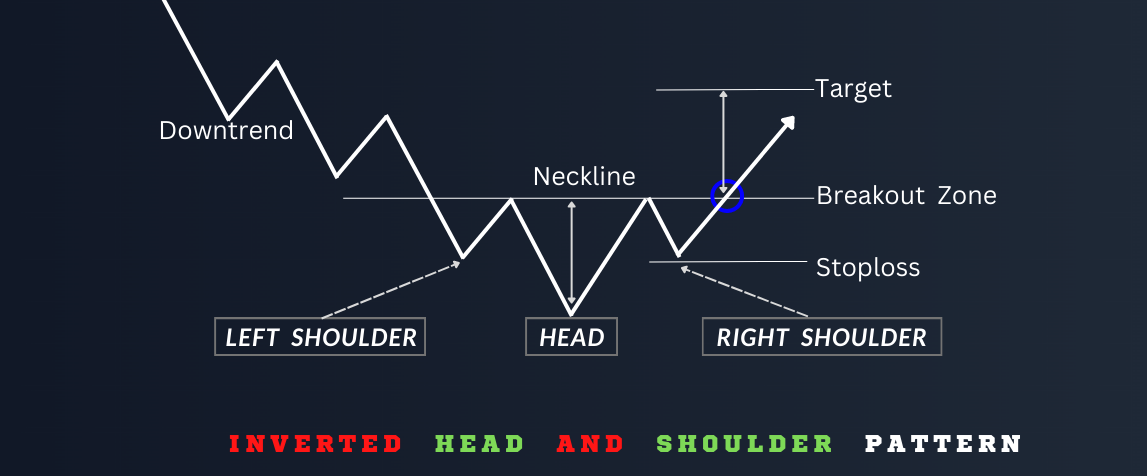 Target
Downtrend
Neckline
Breakout Zone
Stoploss
LEFT SHOULDER
HEAD
RIGHT SHOULDER
INVERTED HEAD AND SHOULDER PATTERN